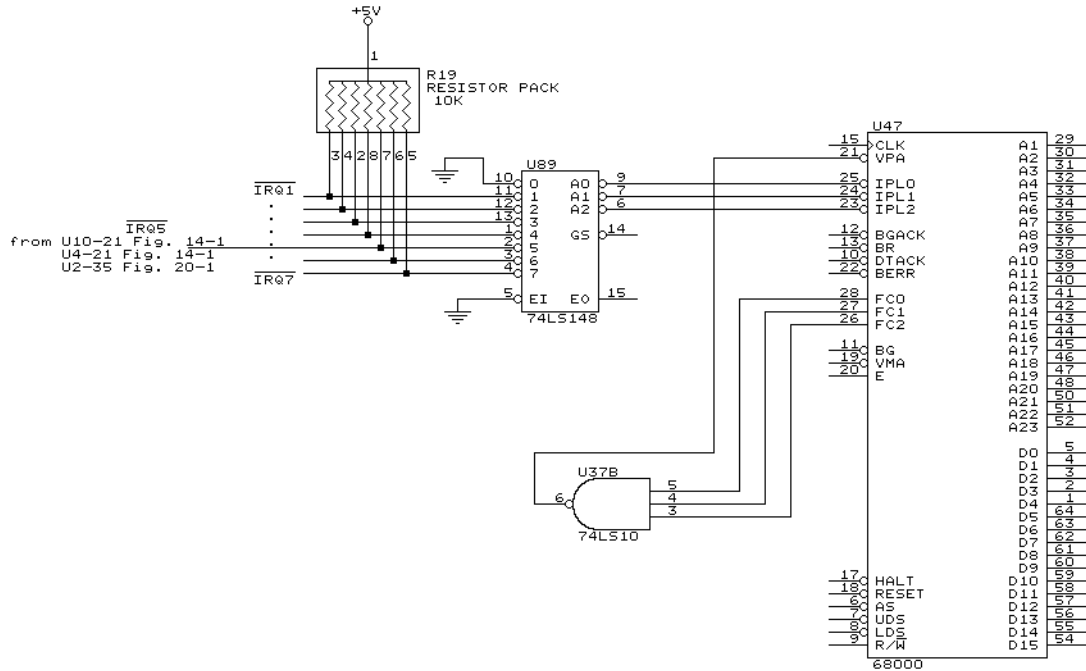 +5V
1
R19
RESISTOR PACK
10K
3 4 2 8 7 6 5
IRQ1
IRQ5
from U10-21 Fig. 14-1
U4-21 Fig. 14-1
U2-35 Fig. 20-1
IRQ7
U89
10 0 A0 9
11 1 A1 7
12 2 A2 6
13 3
1 4 GS 14
2 5
3 6
4 7
5 EI EO 15
74LS148
U37B
6 5
4
3
74LS10
U47
15 CLK A1 29
21 VPA A2 30
A3 31
25 IPL0 A4 32
24 IPL1 A5 33
23 IPL2 A6 34
A7 35
12 BGACK A8 36
13 BR A9 37
10 DTACK A10 38
22 BERR A11 39
A12 40
28 FC0 A13 41
27 FC1 A14 42
26 FC2 A15 43
A16 44
11 BG A17 45
19 VMA A18 46
20 E A19 47
A20 48
A21 50
A22 51
A23 52
D0 5
D1 4
D2 3
D3 2
D4 1
D5 64
D6 63
D7 62
D8 61
D9 60
17 HALT D10 59
18 RESET D11 58
6 AS D12 57
7 UDS D13 56
8 LDS D14 55
9 R/W D15 54
68000